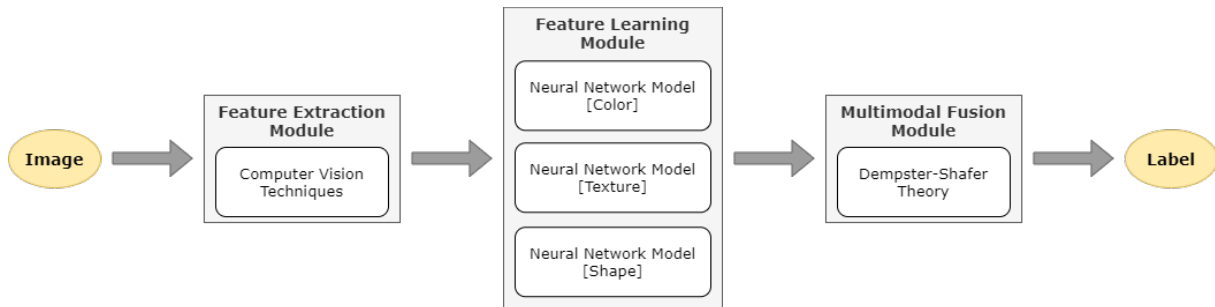 Image
Feature Extraction
Module
Computer Vision
Techniques
Feature Learning
Module
Neural Network Model
[Color]
Neural Network Model
[Texture]
Neural Network Model
[Shape]
Multimodal Fusion
Module
Dempster-Shafer
Theory
Label